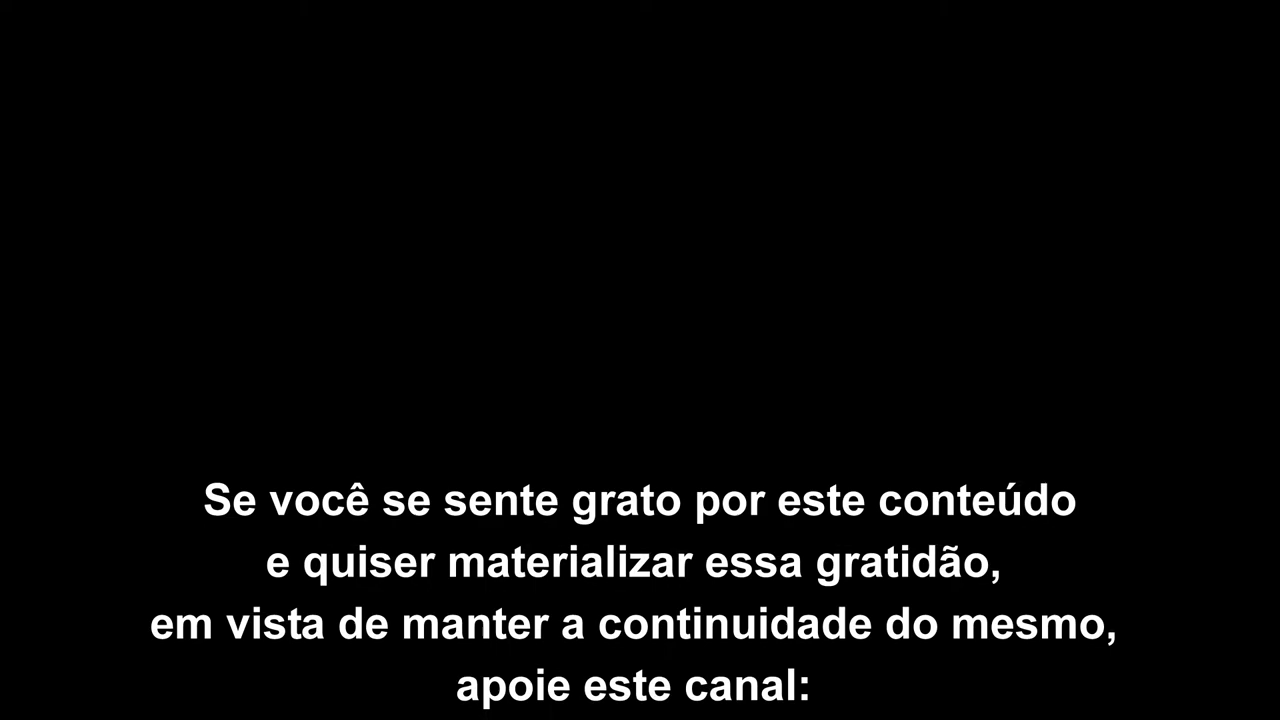 Se você se sente grato por este conteúdo
e quiser materializar essa gratidão,
em vista de manter a continuidade do mesmo,
apoie este canal: